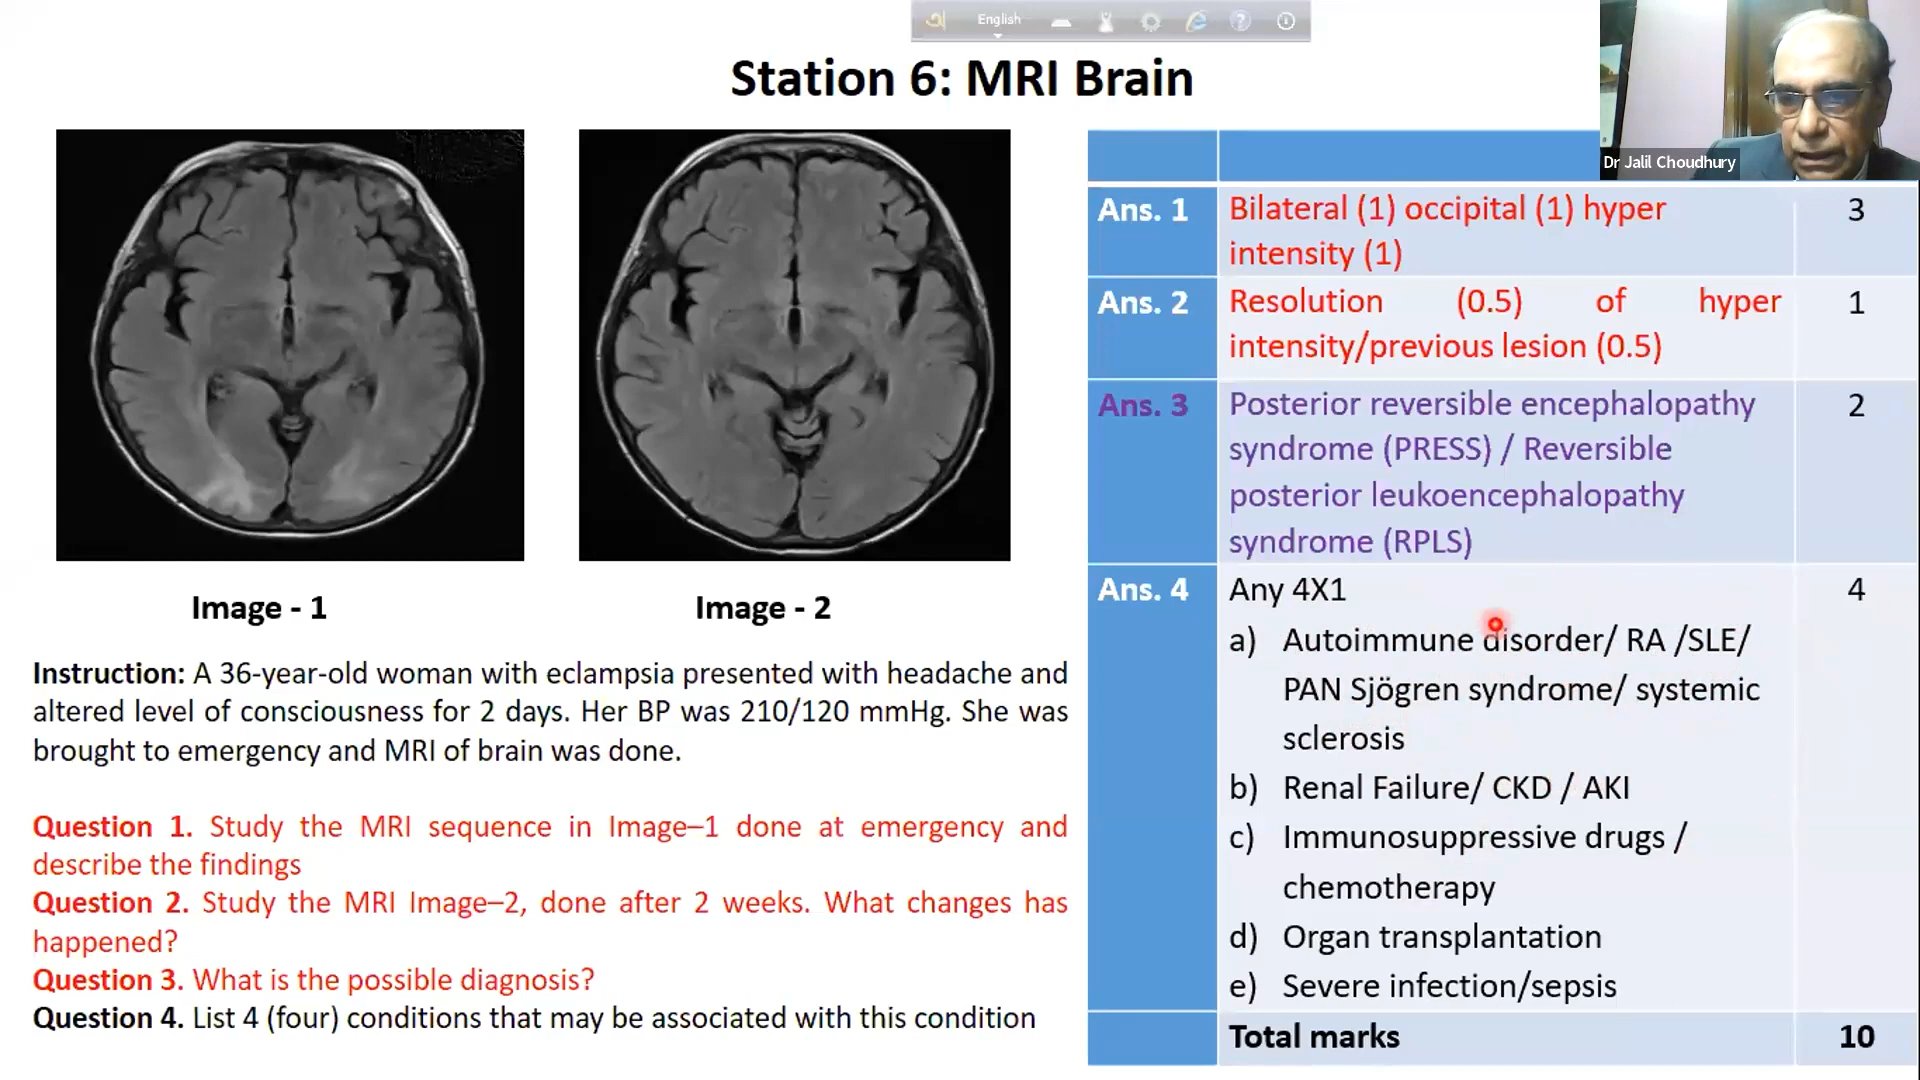 English
Station 6: MRI Brain
Dr Jalil Choudhury
Image - 1
Image - 2
Instruction: A 36-year-old woman with eclampsia presented with headache and
altered level of consciousness for 2 days. Her BP was 210/120 mmHg. She was
brought to emergency and MRI of brain was done.
Question 1. Study the MRI sequence in Image–1 done at emergency and
describe the findings
Question 2. Study the MRI Image–2, done after 2 weeks. What changes has
happened?
Question 3. What is the possible diagnosis?
Question 4. List 4 (four) conditions that may be associated with this condition
Ans. 1 Bilateral (1) occipital (1) hyper 3
intensity (1)
Ans. 2 Resolution (0.5) of hyper 1
intensity/previous lesion (0.5)
Ans. 3 Posterior reversible encephalopathy 2
syndrome (PRESS) / Reversible
posterior leukoencephalopathy
syndrome (RPLS)
Ans. 4 Any 4X1 4
a) Autoimmune disorder/ RA /SLE/
PAN Sjögren syndrome/ systemic
sclerosis
b) Renal Failure/ CKD / AKI
c) Immunosuppressive drugs /
chemotherapy
d) Organ transplantation
e) Severe infection/sepsis
Total marks 10